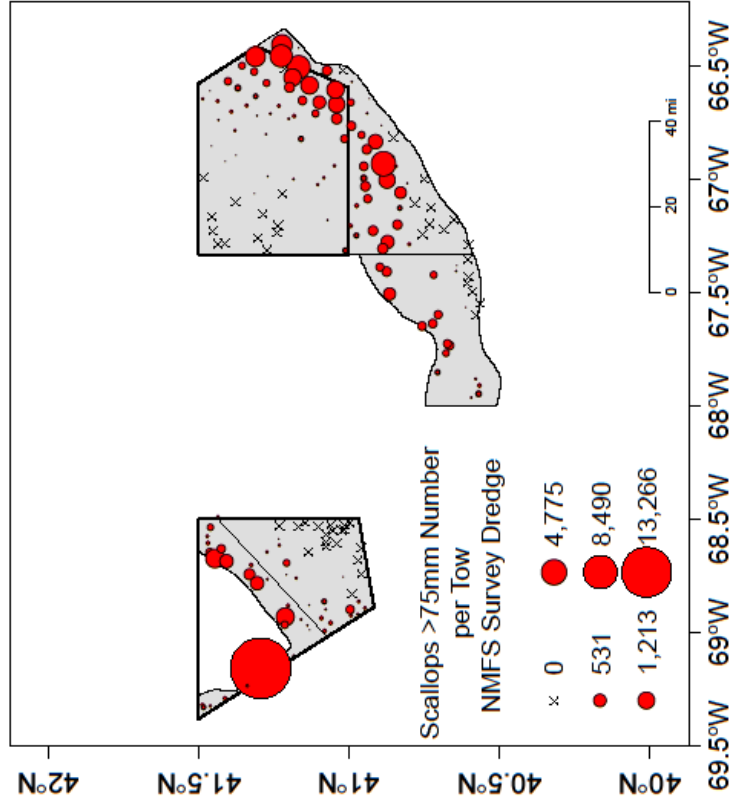 42°N
41.5°N
41°N
40.5°N
40°N
69.5°W
69°W
68.5°W
68°W
67.5°W
67°W
66.5°W
0 20 40 mi
Scallops >75mm Number
per Tow
NMFS Survey Dredge
0 4,775
531 8,490
1,213 13,266